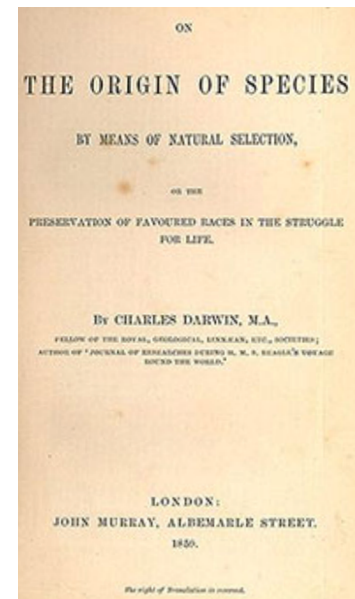 ON
THE ORIGIN OF SPECIES
BY MEANS OF NATURAL SELECTION,
OR THE
PRESERVATION OF FAVOURED RACES IN THE STRUGGLE
FOR LIFE.
BY CHARLES DARWIN, M.A.,
FELLOW OF THE ROYAL, GEOLOGICAL, LINNÆAN, ETC., SOCIETIES;
AUTHOR OF 'JOURNAL OF RESEARCHES DURING H. M. S. BEAGLE'S VOYAGE
ROUND THE WORLD.'
LONDON:
JOHN MURRAY, ALBEMARLE STREET.
1859.
The right of Translation is reserved.